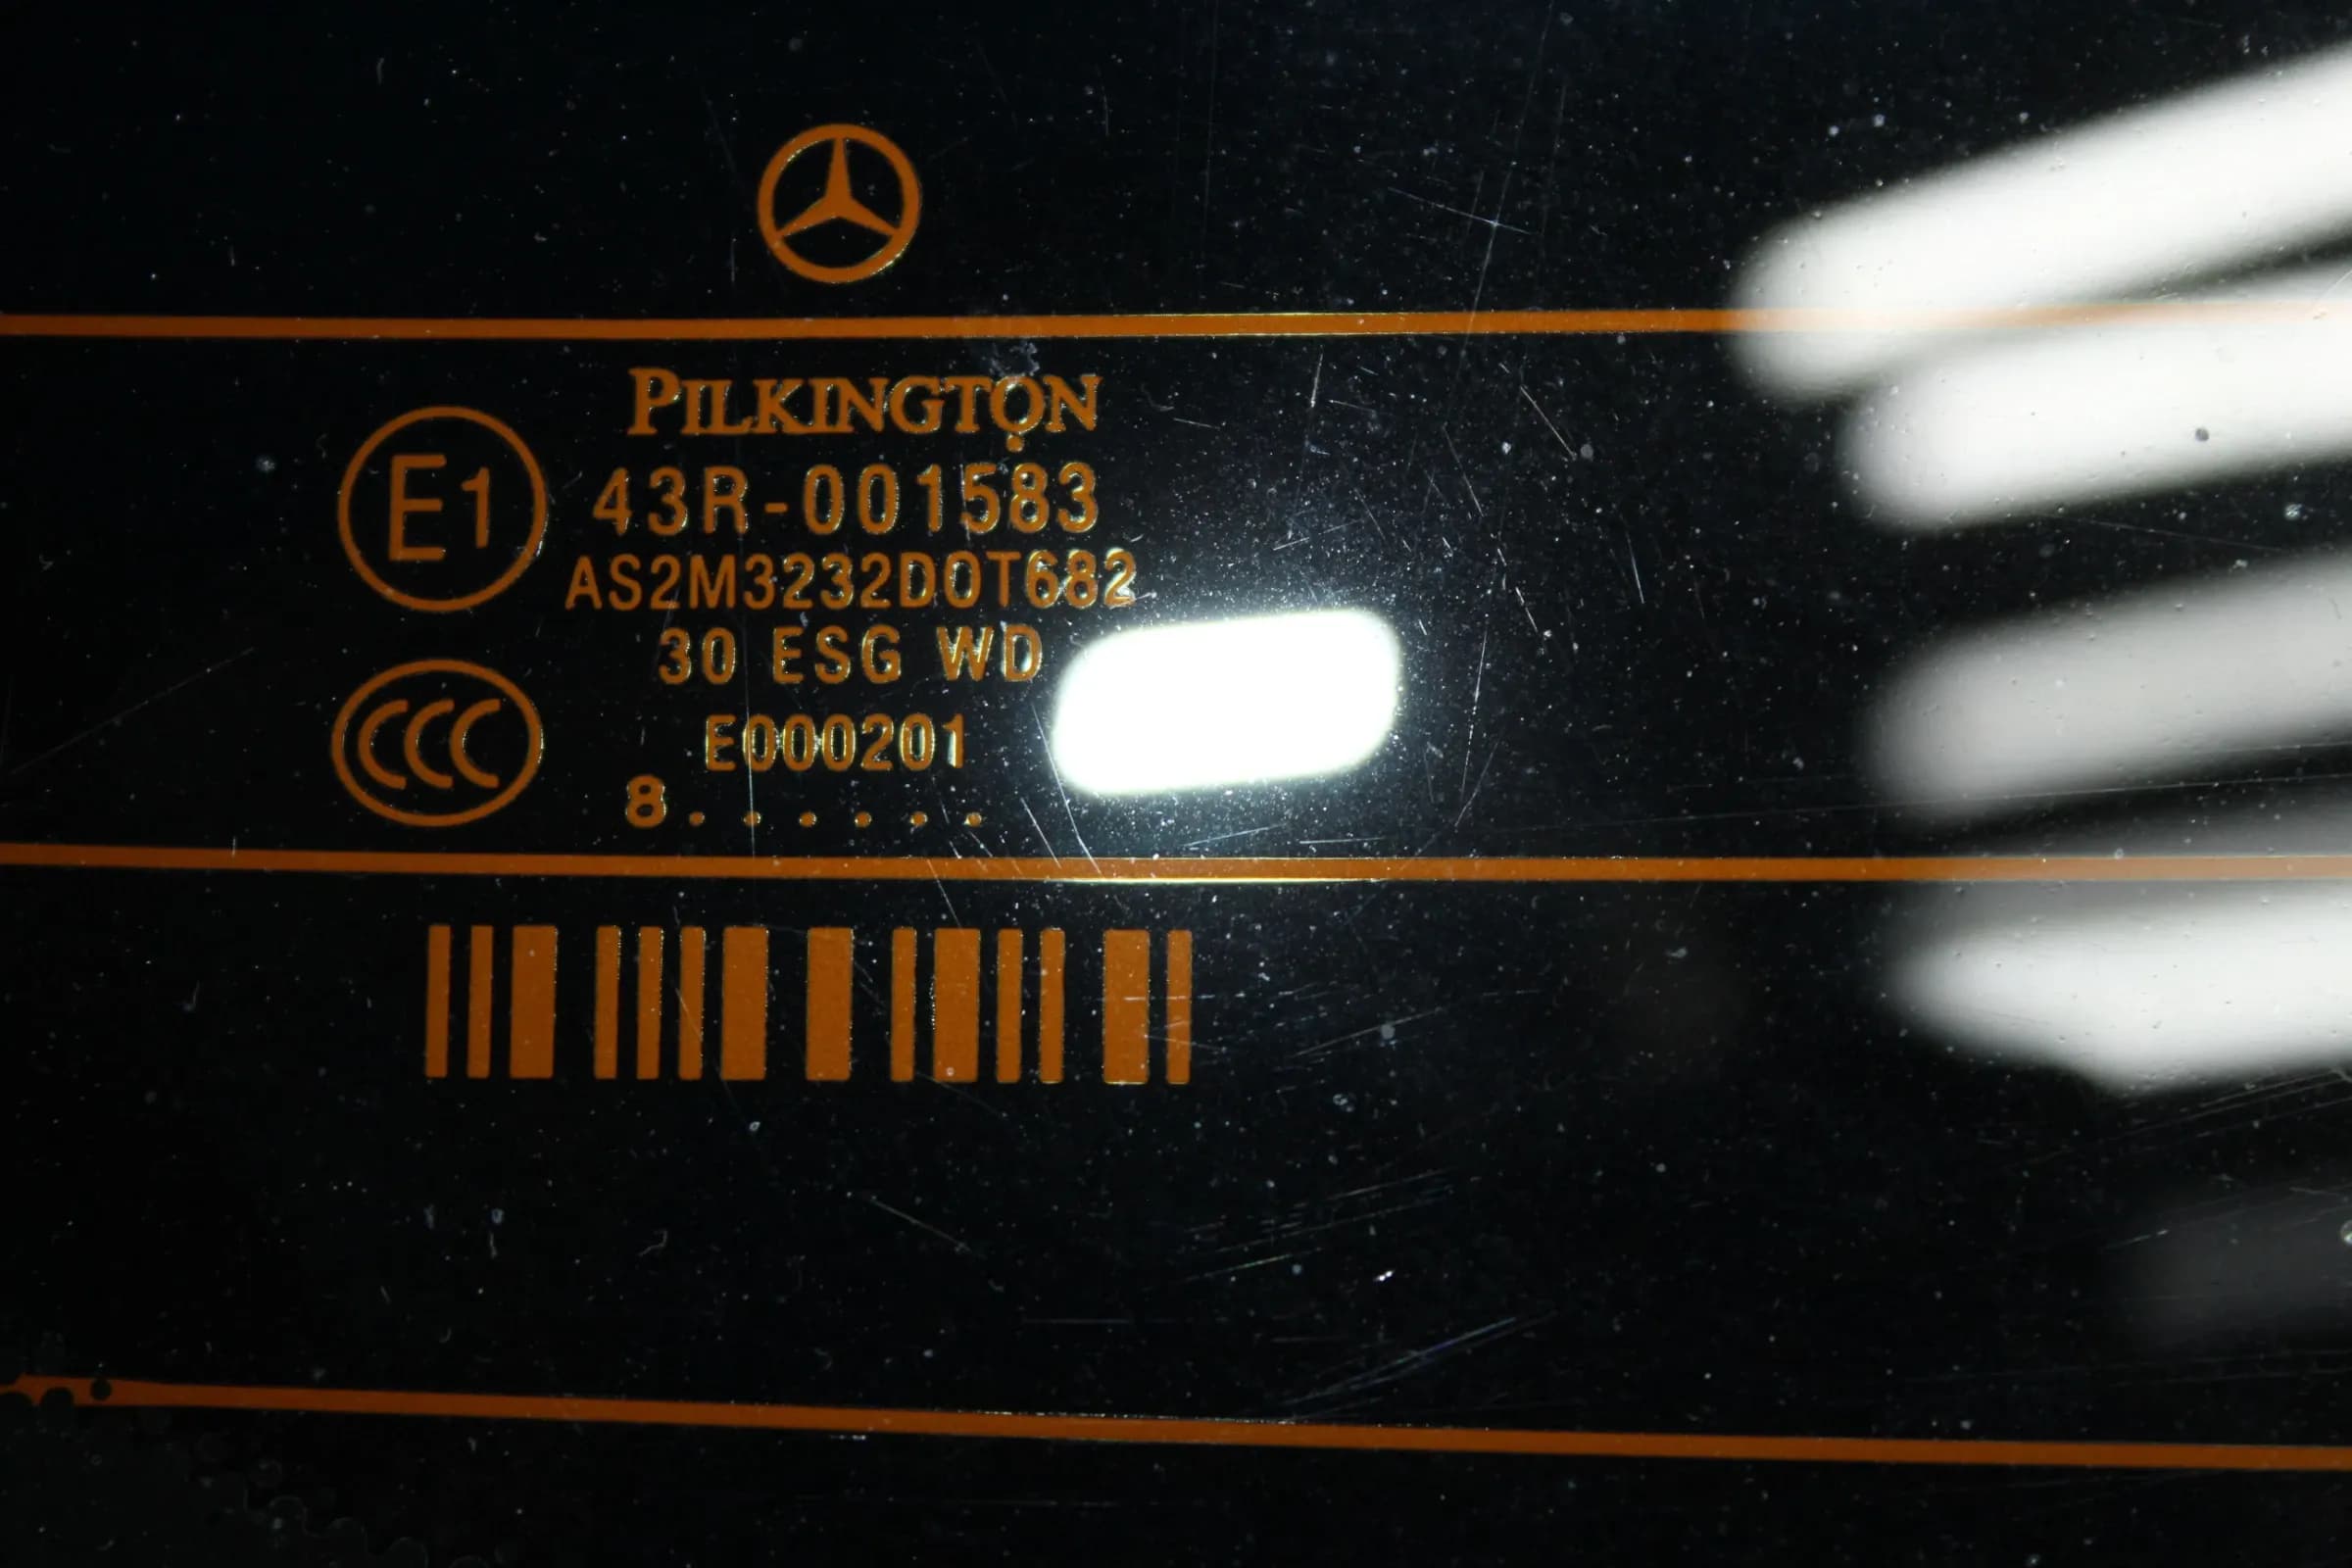 PILKINGTON
E1
43R-001583
AS2M3232DOT682
30 ESG WD
CCC
E000201
8......